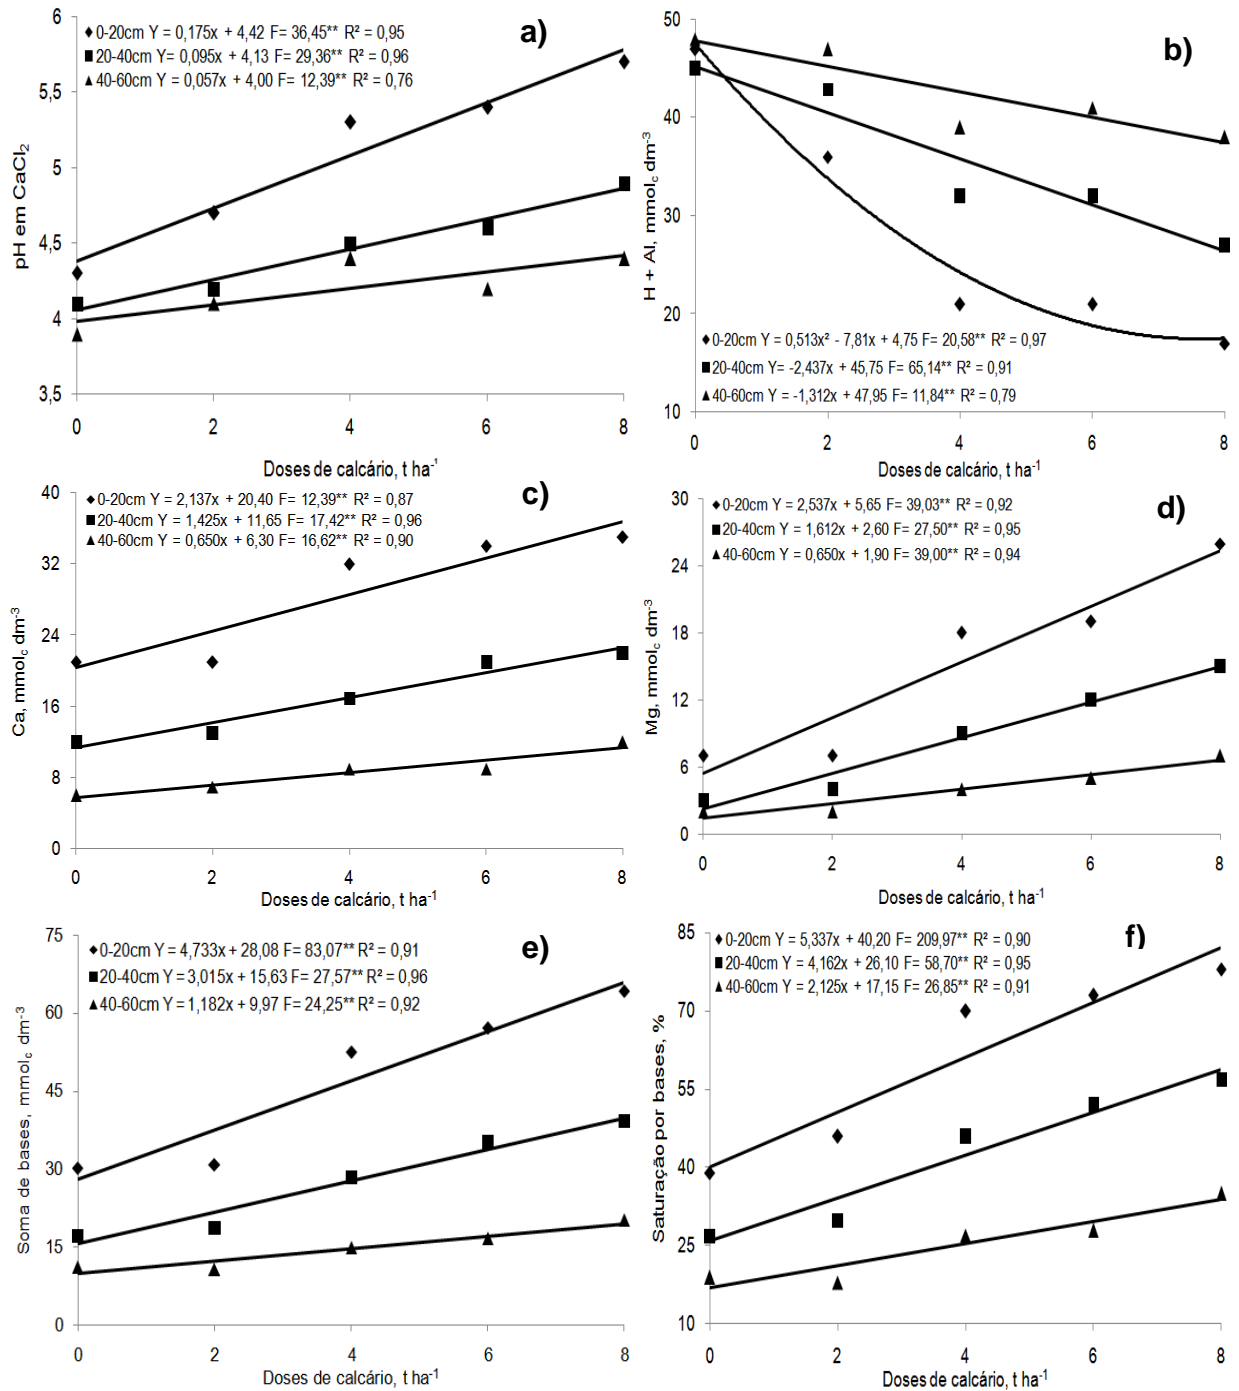 a)
◆ 0-20cm Y = 0,175x + 4,42 F= 36,45** R² = 0,95
■ 20-40cm Y= 0,095x + 4,13 F= 29,36** R² = 0,96
▲ 40-60cm Y = 0,057x + 4,00 F= 12,39** R² = 0,76
pH em CaCl₂
6
5,5
5
4,5
4
3,5
0 2 4 6 8
Doses de calcário, t ha⁻¹
b)
H + Al, mmol꜀ dm⁻³
50
40
30
20
10
◆ 0-20cm Y = 0,513x² - 7,81x + 4,75 F= 20,58** R² = 0,97
■ 20-40cm Y= -2,437x + 45,75 F= 65,14** R² = 0,91
▲ 40-60cm Y = -1,312x + 47,95 F= 11,84** R² = 0,79
0 2 4 6 8
Doses de calcário, t ha⁻¹
c)
◆ 0-20cm Y = 2,137x + 20,40 F= 12,39** R² = 0,87
■ 20-40cm Y = 1,425x + 11,65 F= 17,42** R² = 0,96
▲ 40-60cm Y = 0,650x + 6,30 F= 16,62** R² = 0,90
Ca, mmol꜀ dm⁻³
40
32
24
16
8
0
0 2 4 6 8
Doses de calcário, t ha⁻¹
d)
◆ 0-20cm Y = 2,537x + 5,65 F= 39,03** R² = 0,92
■ 20-40cm Y = 1,612x + 2,60 F= 27,50** R² = 0,95
▲ 40-60cm Y = 0,650x + 1,90 F= 39,00** R² = 0,94
Mg, mmol꜀ dm⁻³
30
24
18
12
6
0
0 2 4 6 8
Doses de calcário, t ha⁻¹
e)
◆ 0-20cm Y = 4,733x + 28,08 F= 83,07** R² = 0,91
■ 20-40cm Y = 3,015x + 15,63 F= 27,57** R² = 0,96
▲ 40-60cm Y = 1,182x + 9,97 F= 24,25** R² = 0,92
Soma de bases, mmol꜀ dm⁻³
75
60
45
30
15
0
0 2 4 6 8
Doses de calcário, t ha⁻¹
f)
◆ 0-20cm Y = 5,337x + 40,20 F= 209,97** R² = 0,90
■ 20-40cm Y = 4,162x + 26,10 F= 58,70** R² = 0,95
▲ 40-60cm Y = 2,125x + 17,15 F= 26,85** R² = 0,91
Saturação por bases, %
85
70
55
40
25
10
0 2 4 6 8
Doses de calcário, t ha⁻¹